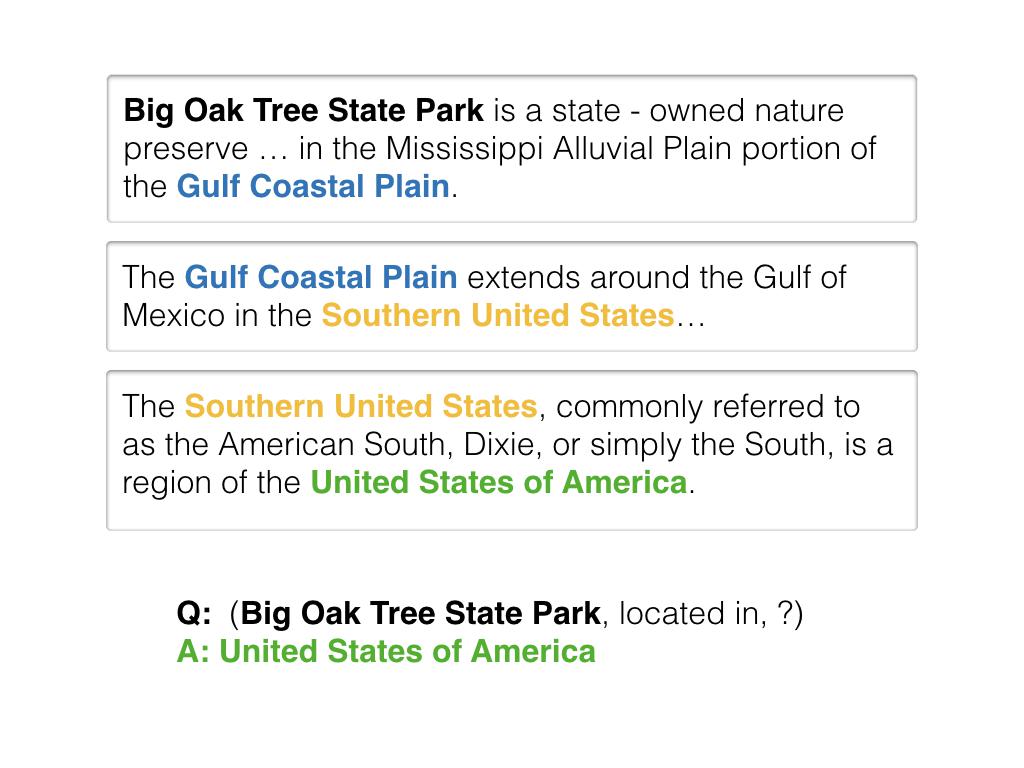 Big Oak Tree State Park is a state - owned nature
preserve … in the Mississippi Alluvial Plain portion of
the Gulf Coastal Plain.
The Gulf Coastal Plain extends around the Gulf of
Mexico in the Southern United States…
The Southern United States, commonly referred to
as the American South, Dixie, or simply the South, is a
region of the United States of America.
Q: (Big Oak Tree State Park, located in, ?)
A: United States of America